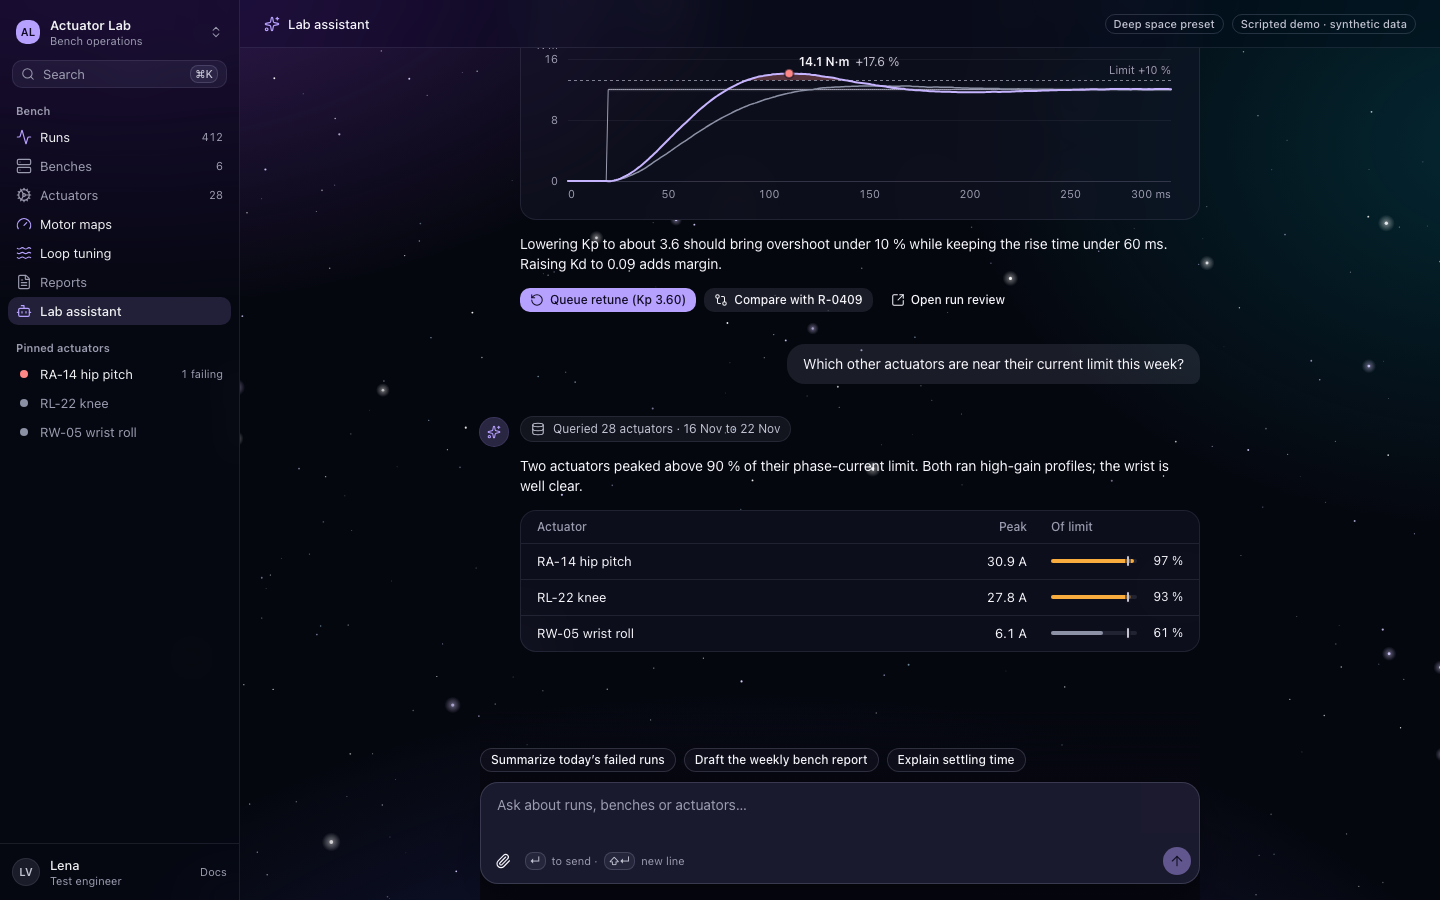 AL
Actuator Lab
Bench operations
Search
⌘K
Bench
Runs
412
Benches
6
Actuators
28
Motor maps
Loop tuning
Reports
Lab assistant
Pinned actuators
RA-14 hip pitch
1 failing
RL-22 knee
RW-05 wrist roll
LV
Lena
Test engineer
Docs
Lab assistant
Deep space preset
Scripted demo · synthetic data
16
14.1 N·m +17.6 %
Limit +10 %
8
0
0 50 100 150 200 250 300 ms
Lowering Kp to about 3.6 should bring overshoot under 10 % while keeping the rise time under 60 ms.
Raising Kd to 0.09 adds margin.
Queue retune (Kp 3.60)
Compare with R-0409
Open run review
Which other actuators are near their current limit this week?
Queried 28 actuators · 16 Nov to 22 Nov
Two actuators peaked above 90 % of their phase-current limit. Both ran high-gain profiles; the wrist is
well clear.
Actuator Peak Of limit
RA-14 hip pitch 30.9 A 97 %
RL-22 knee 27.8 A 93 %
RW-05 wrist roll 6.1 A 61 %
Summarize today’s failed runs
Draft the weekly bench report
Explain settling time
Ask about runs, benches or actuators…
↵ to send · ⇧↵ new line